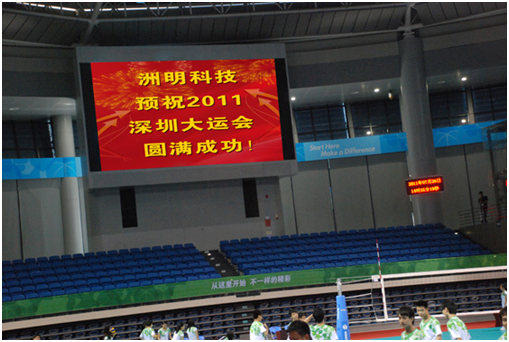 洲明科技
预祝2011
深圳大运会
圆满成功!
Start Here
Make a Difference
从这里开始 不一样的精彩